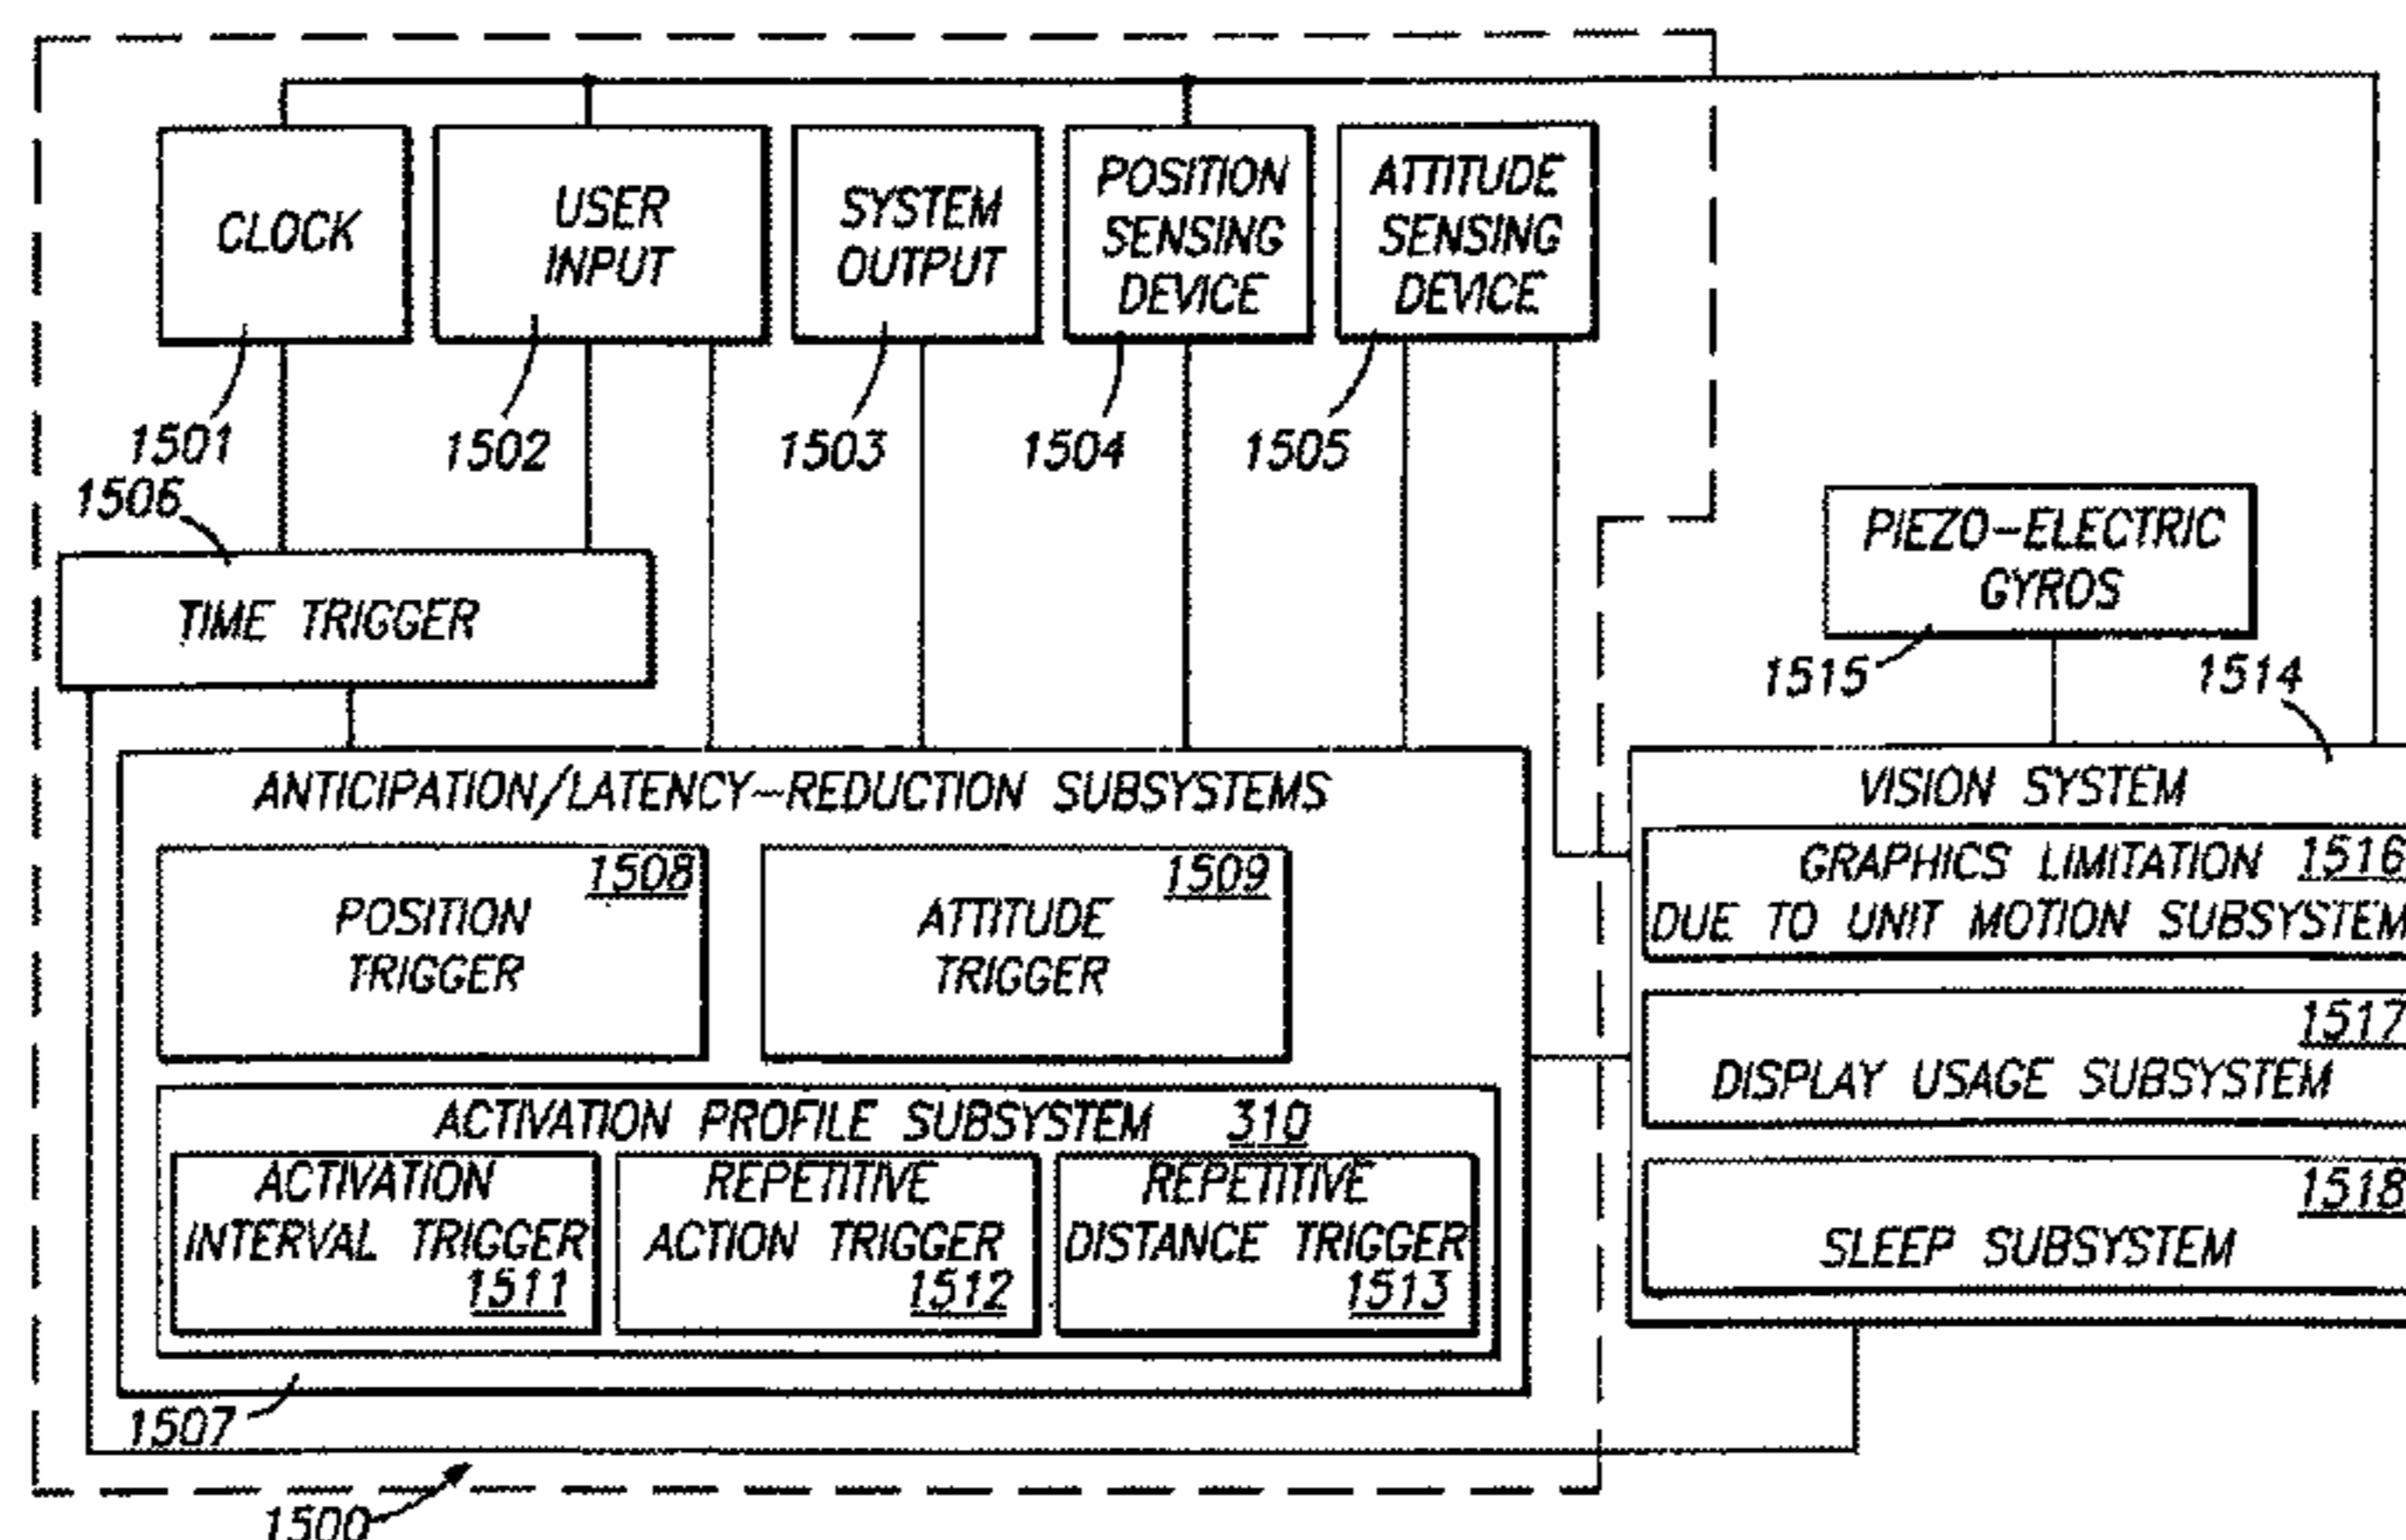 CLOCK
USER
INPUT
SYSTEM
OUTPUT
POSITION
SENSING
DEVICE
ATTITUDE
SENSING
DEVICE
1501
1502
1503
1504
1505
1506
TIME TRIGGER
PIEZO-ELECTRIC
GYROS
1515
1514
ANTICIPATION/LATENCY-REDUCTION SUBSYSTEMS
1508
POSITION
TRIGGER
1509
ATTITUDE
TRIGGER
ACTIVATION PROFILE SUBSYSTEM 310
ACTIVATION
INTERVAL TRIGGER
1511
REPETITIVE
ACTION TRIGGER
1512
REPETITIVE
DISTANCE TRIGGER
1513
1507
1500
VISION SYSTEM
GRAPHICS LIMITATION 1516
DUE TO UNIT MOTION SUBSYSTEM
1517
DISPLAY USAGE SUBSYSTEM
1518
SLEEP SUBSYSTEM